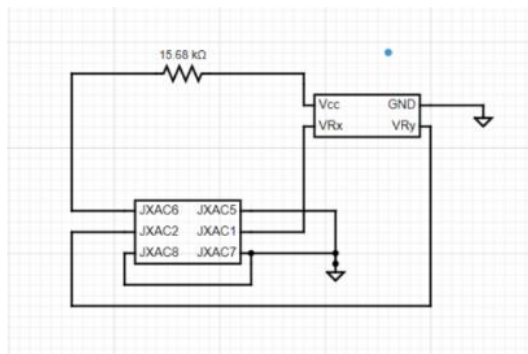 15.68 kΩ
Vcc GND
VRx VRy
JXAC6 JXAC5
JXAC2 JXAC1
JXAC8 JXAC7